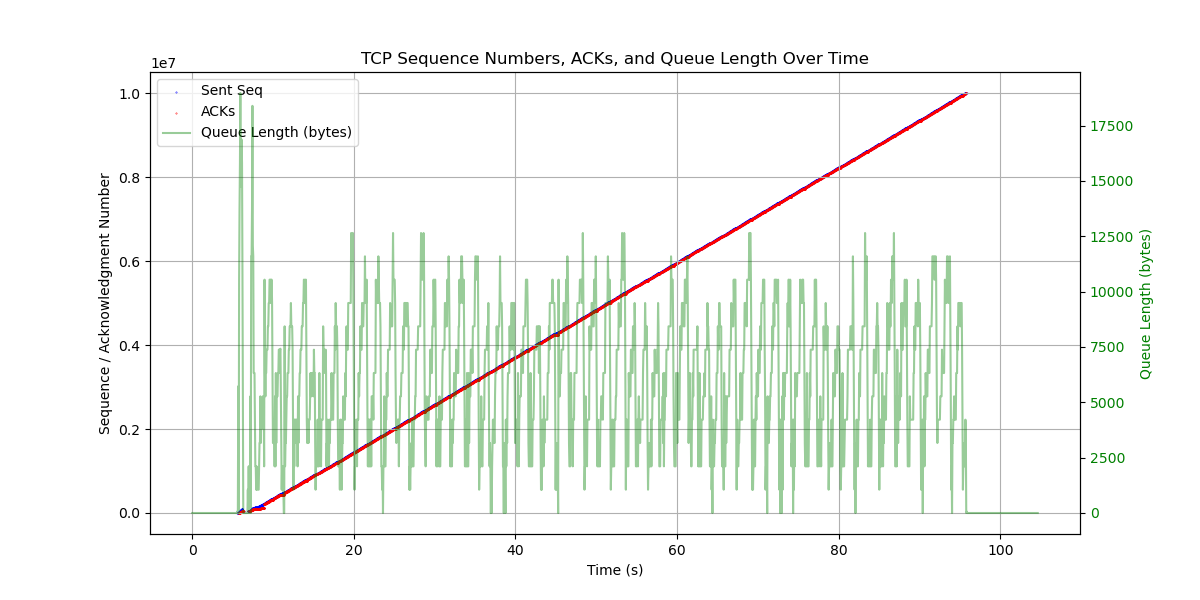 TCP Sequence Numbers, ACKs, and Queue Length Over Time
1e7
Sent Seq
ACKs
Queue Length (bytes)
1.0
0.8
0.6
0.4
0.2
0.0
Sequence / Acknowledgment Number
17500
15000
12500
10000
7500
5000
2500
0
Queue Length (bytes)
0 20 40 60 80 100
Time (s)